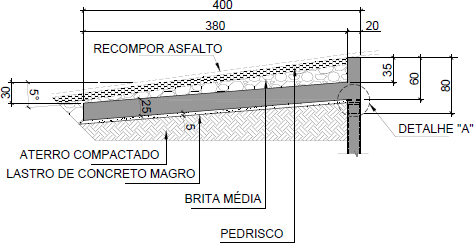 400
380
20
RECOMPOR ASFALTO
35
60
80
30
5°
25
5
DETALHE "A"
ATERRO COMPACTADO
LASTRO DE CONCRETO MAGRO
BRITA MÉDIA
PEDRISCO